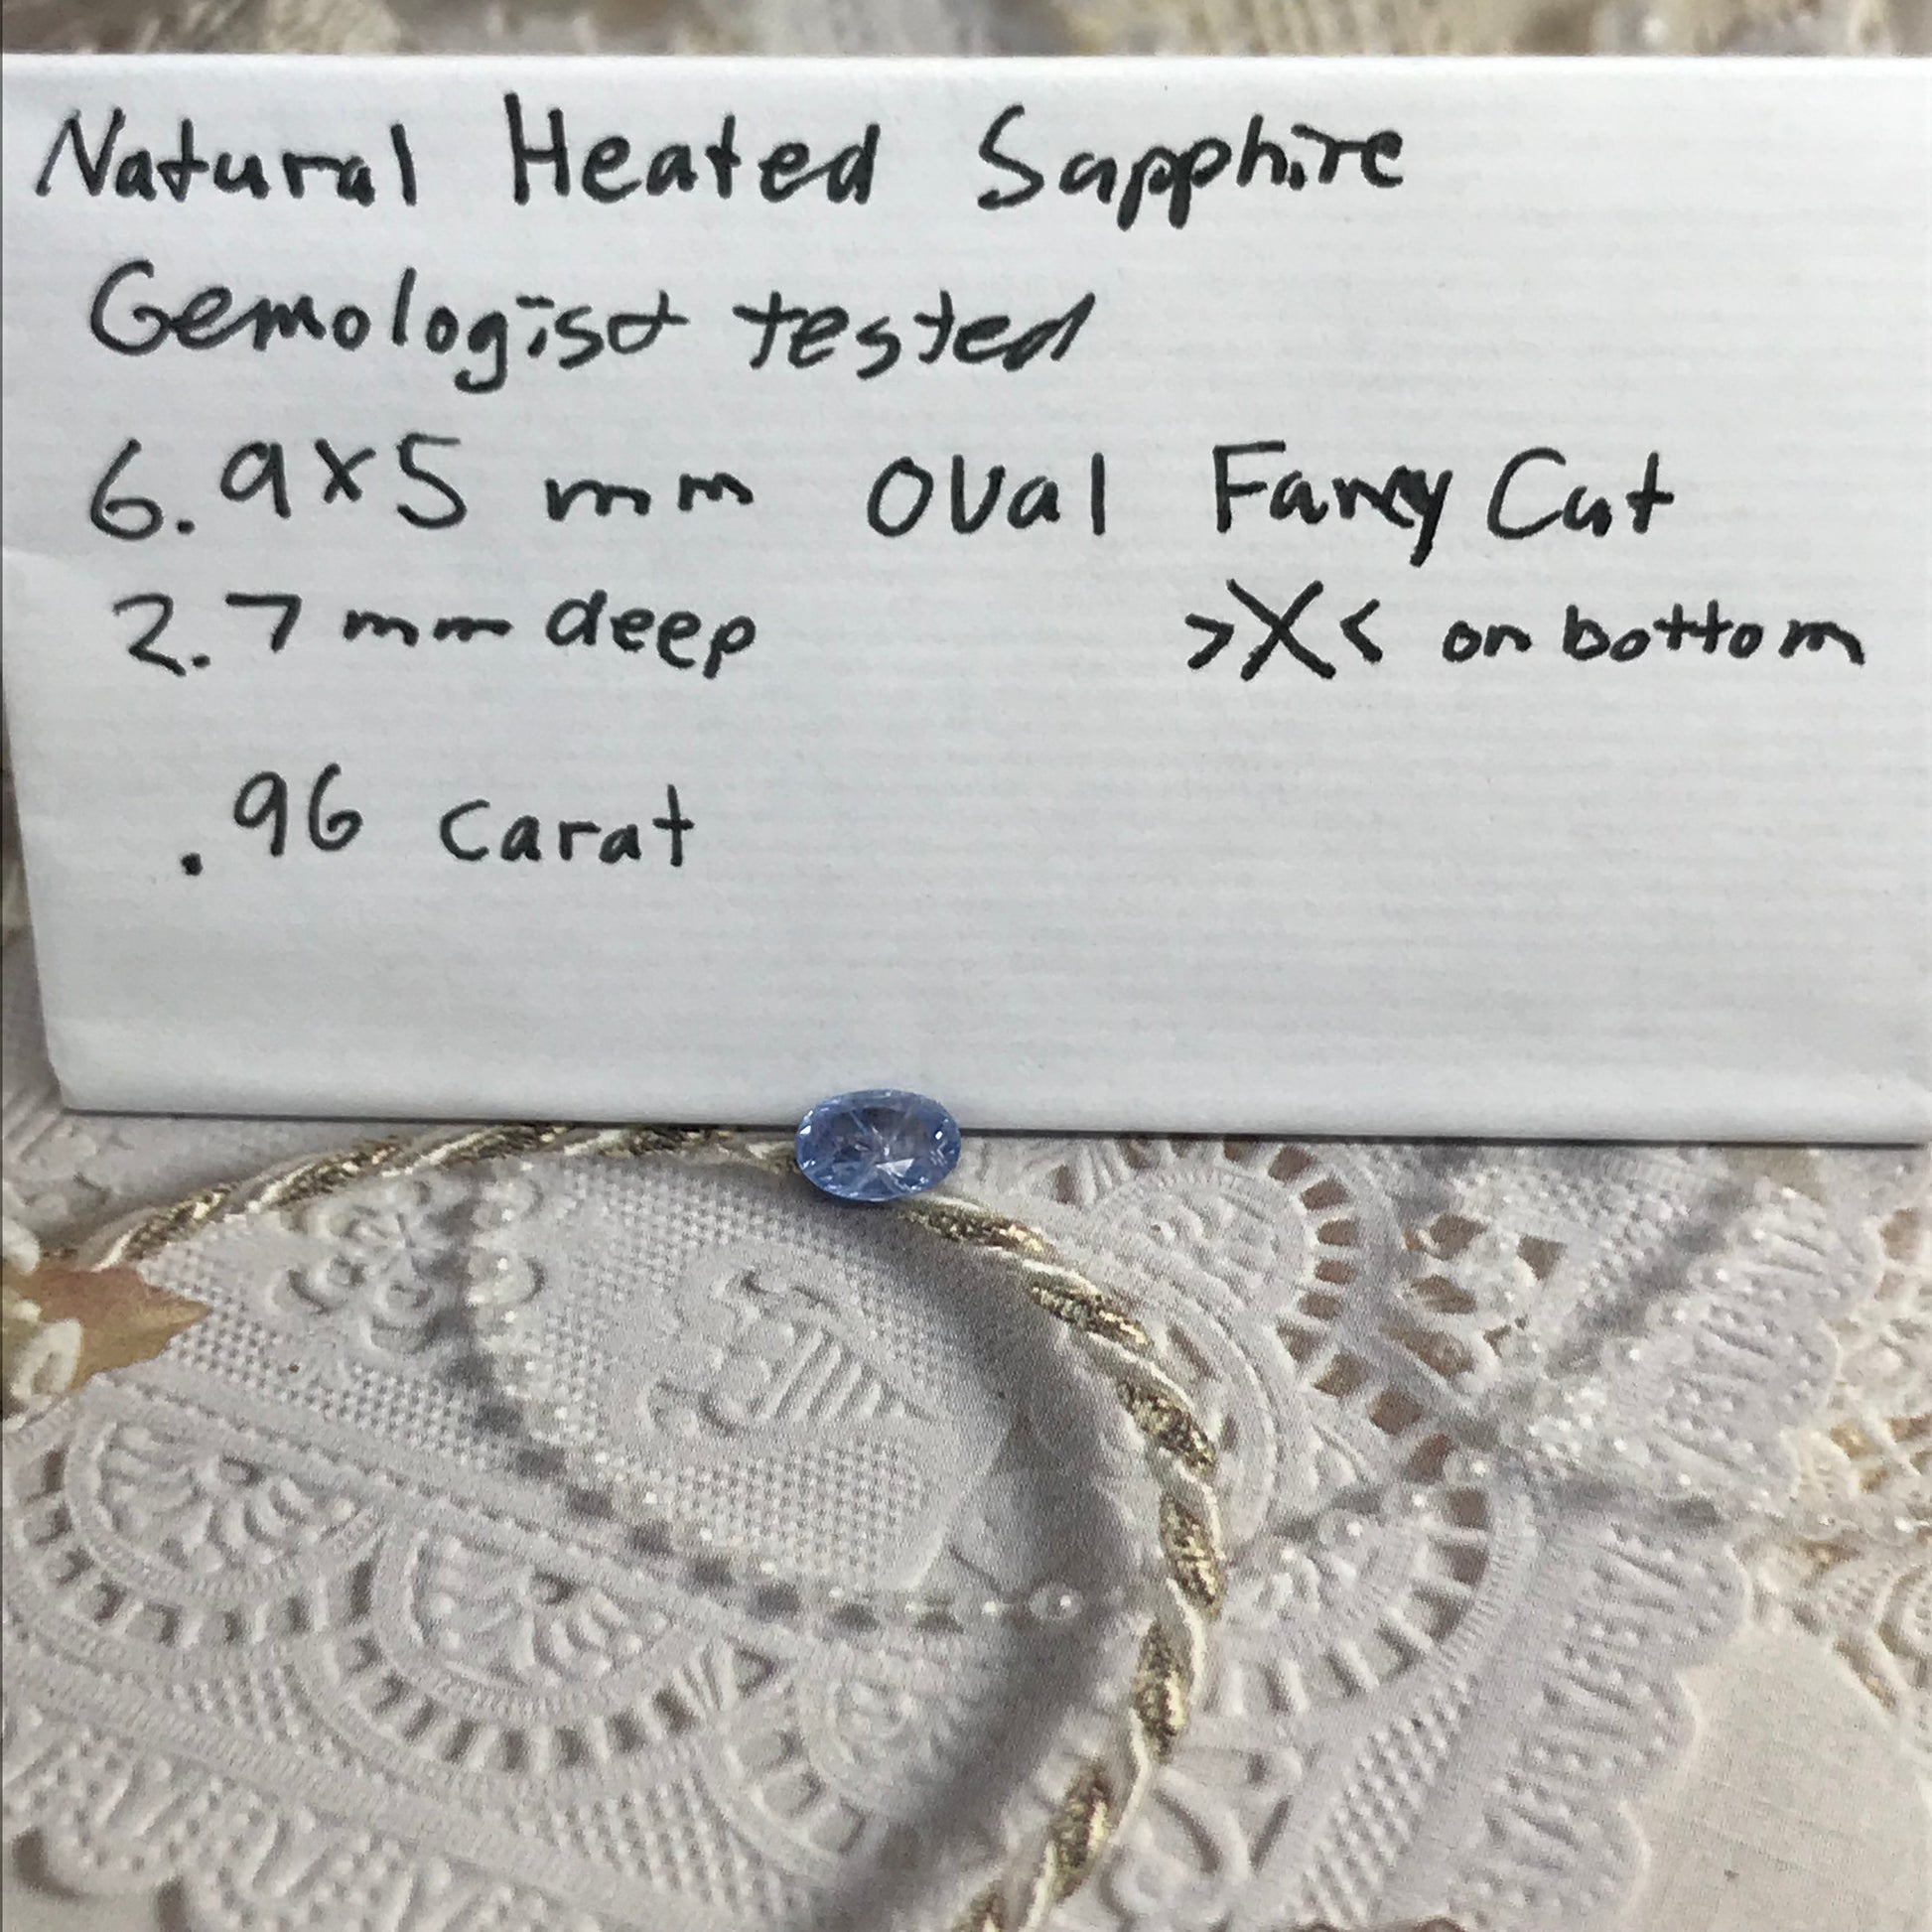 Natural Heated Sapphire
Gemologist tested
6.9x5 mm Oval Fancy Cut
2.7 mm deep >X< on bottom
.96 Carat